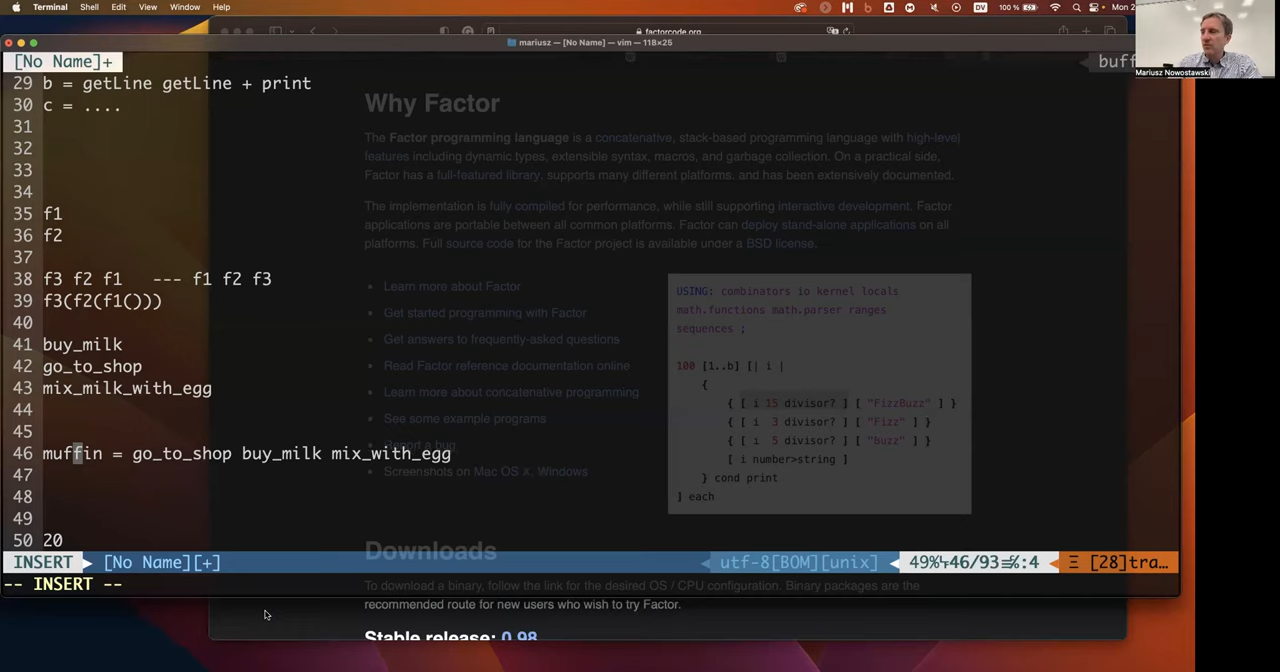 Terminal Shell Edit View Window Help
100 %
DV
Mon 2
factorcode.org
mariusz — [No Name] — vim — 118×25
Mariusz Nowostawski
[No Name]+
buff
29 b = getLine getLine + print
30 c = ....
31
32
33
34
35 f1
36 f2
37
38 f3 f2 f1 --- f1 f2 f3
39 f3(f2(f1()))
40
41 buy_milk
42 go_to_shop
43 mix_milk_with_egg
44
45
46 muffin = go_to_shop buy_milk mix_with_egg
47
48
49
50 20
INSERT [No Name][+] utf-8[BOM][unix] 49% 46/93 :4 Ξ [28]tra…
-- INSERT --
Why Factor
The Factor programming language is a concatenative, stack-based programming language with high-level
features including dynamic types, extensible syntax, macros, and garbage collection. On a practical side,
Factor has a full-featured library, supports many different platforms, and has been extensively documented.
The implementation is fully compiled for performance, while still supporting interactive development. Factor
applications are portable between all common platforms. Factor can deploy stand-alone applications on all
platforms. Full source code for the Factor project is available under a BSD license.
• Learn more about Factor
• Get started programming with Factor
• Get answers to frequently-asked questions
• Read Factor reference documentation online
• Learn more about concatenative programming
• See some example programs
• Report a bug
• Screenshots on Mac OS X, Windows
USING: combinators io kernel locals
math.functions math.parser ranges
sequences ;
100 [1..b] [| i |
{
{ [ i 15 divisor? ] [ "FizzBuzz" ] }
{ [ i 3 divisor? ] [ "Fizz" ] }
{ [ i 5 divisor? ] [ "Buzz" ] }
[ i number>string ]
} cond print
] each
Downloads
To download a binary, follow the link for the desired OS / CPU configuration. Binary packages are the
recommended route for new users who wish to try Factor.
Stable release: 0.98